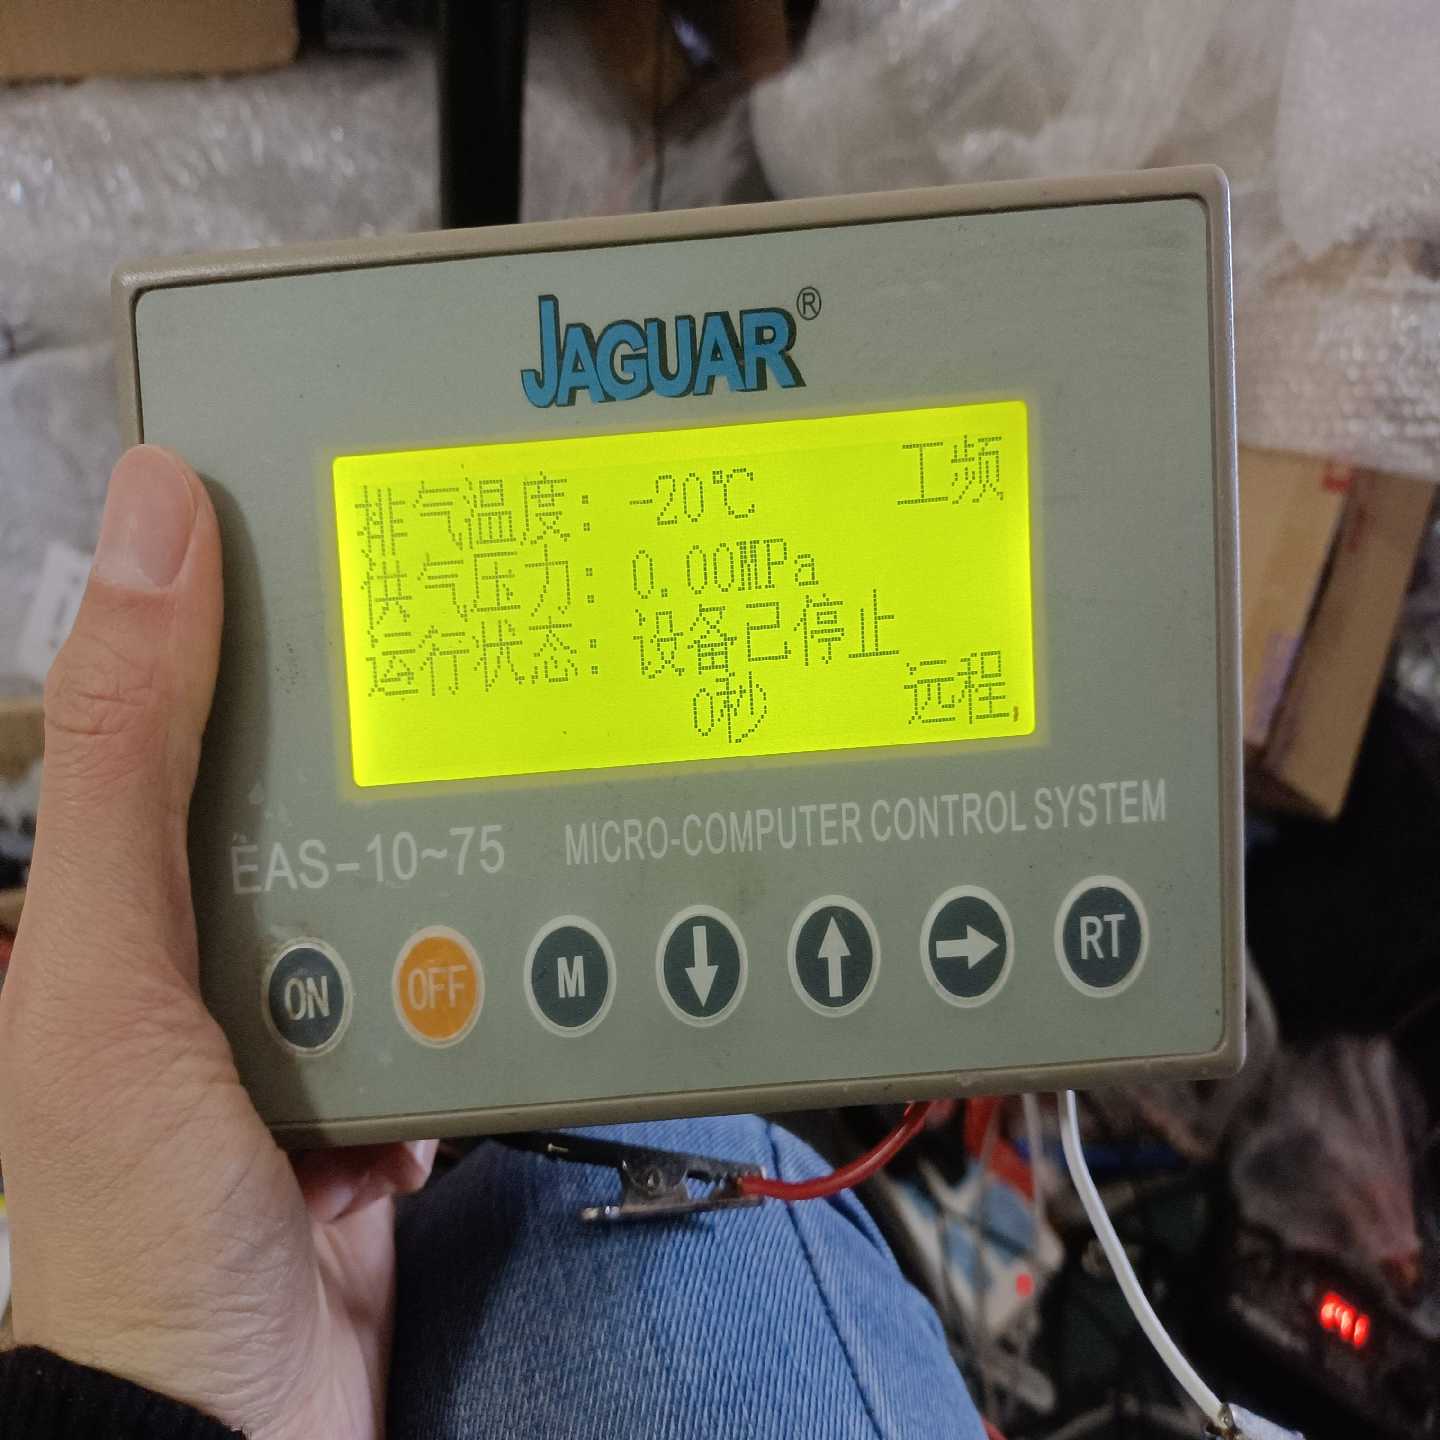 JAGUAR®
排气温度: -20℃ 工频
供气压力: 0.00MPa
运行状态: 设备已停止
0秒 远程
EAS-10~75 MICRO-COMPUTER CONTROL SYSTEM
ON OFF M ↓ ↑ → RT